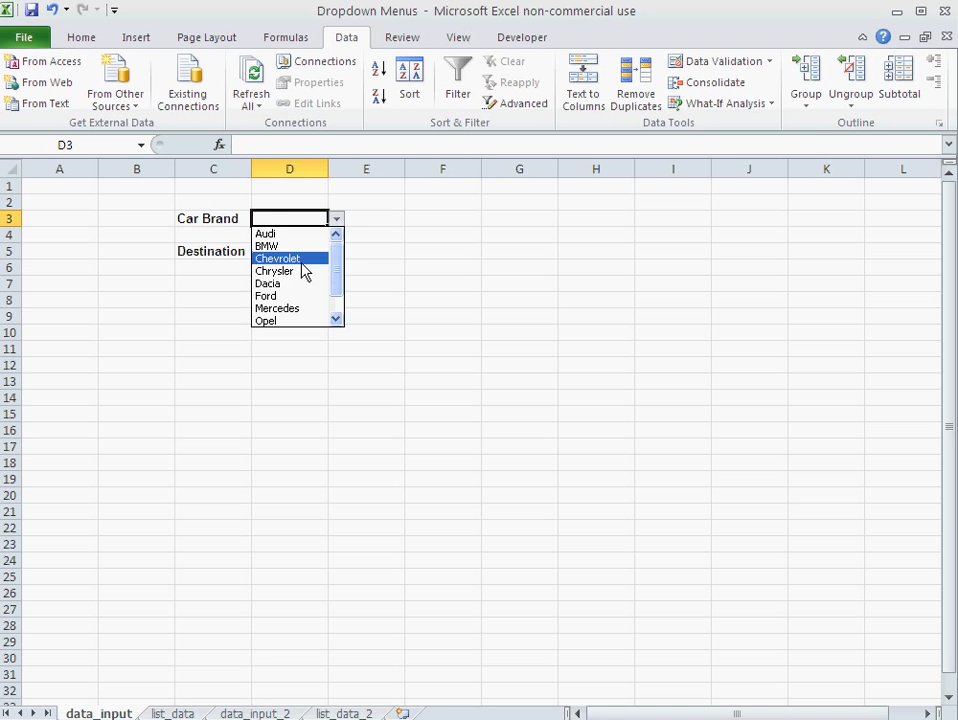 Dropdown Menus - Microsoft Excel non-commercial use
File Home Insert Page Layout Formulas Data Review View Developer
From Access
From Web
From Text
From Other Sources
Existing Connections
Get External Data
Refresh All
Connections
Properties
Edit Links
Connections
Sort
Filter
Clear
Reapply
Advanced
Sort & Filter
Text to Columns
Remove Duplicates
Data Validation
Consolidate
What-If Analysis
Data Tools
Group
Ungroup
Subtotal
Outline
D3 fx
A B C D E F G H I J K L
1
2
3 Car Brand
Audi
4
BMW
5 Destination
Chevrolet
6
Chrysler
7
Dacia
8
Ford
9
Mercedes
10
Opel
11
12
13
14
15
16
17
18
19
20
21
22
23
24
25
26
27
28
29
30
31
32
data_input list_data data_input_2 list_data_2